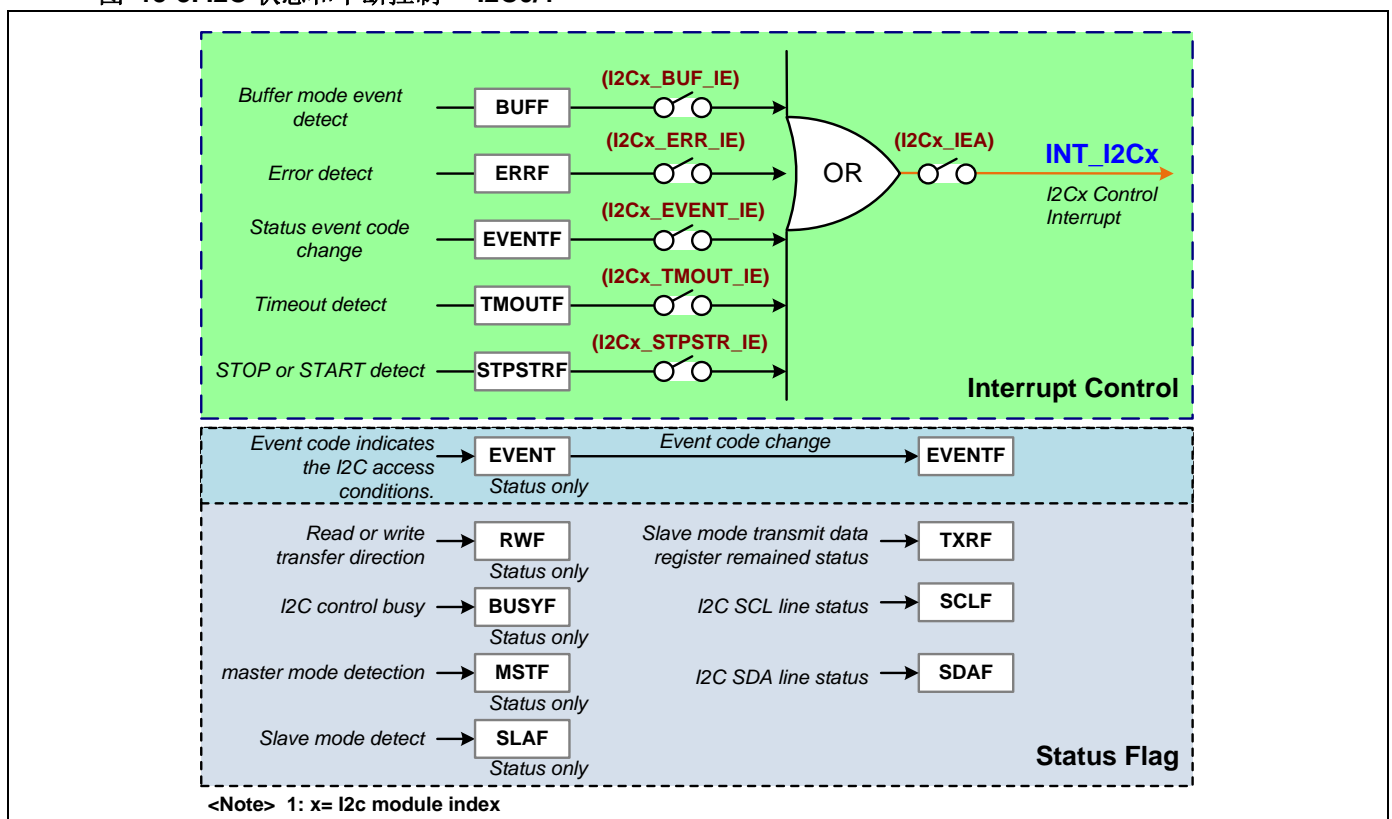 (I2Cx_BUF_IE)
Buffer mode event
detect
BUFF
(I2Cx_ERR_IE)
Error detect
ERRF
(I2Cx_EVENT_IE)
Status event code
change
EVENTF
(I2Cx_TMOUT_IE)
Timeout detect
TMOUTF
(I2Cx_STPSTR_IE)
STOP or START detect
STPSTRF
OR
(I2Cx_IEA)
INT_I2Cx
I2Cx Control
Interrupt
Interrupt Control
Event code indicates
the I2C access
conditions.
EVENT
Status only
Event code change
EVENTF
Read or write
transfer direction
RWF
Status only
I2C control busy
BUSYF
Status only
master mode detection
MSTF
Status only
Slave mode detect
SLAF
Status only
Slave mode transmit data
register remained status
TXRF
I2C SCL line status
SCLF
I2C SDA line status
SDAF
Status Flag
<Note> 1: x= I2c module index